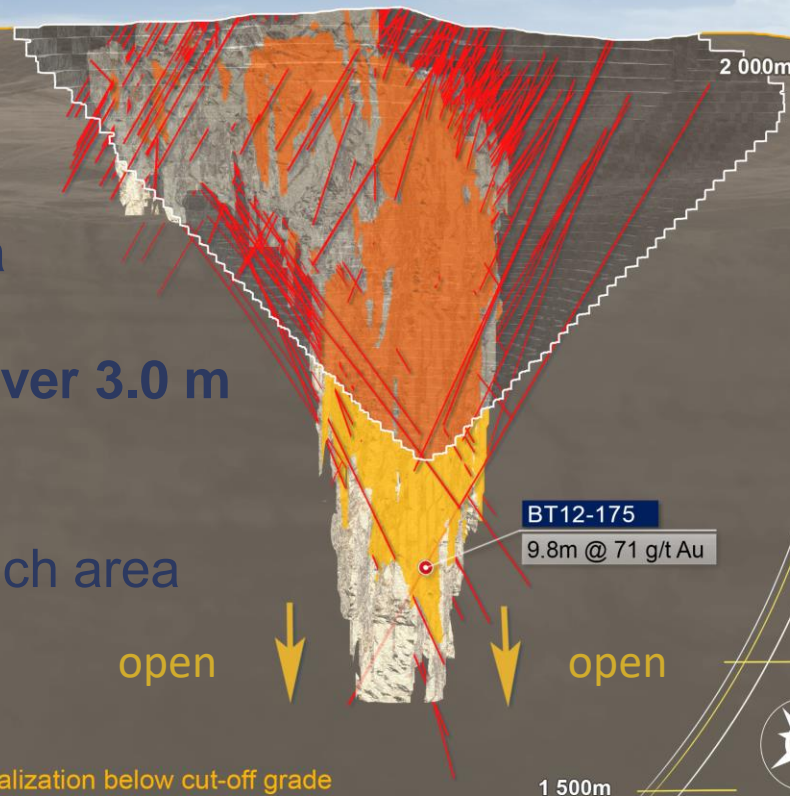 2 000m
ver 3.0 m
BT12-175
9.8m @ 71 g/t Au
ch area
open
open
alization below cut-off grade
1 500m